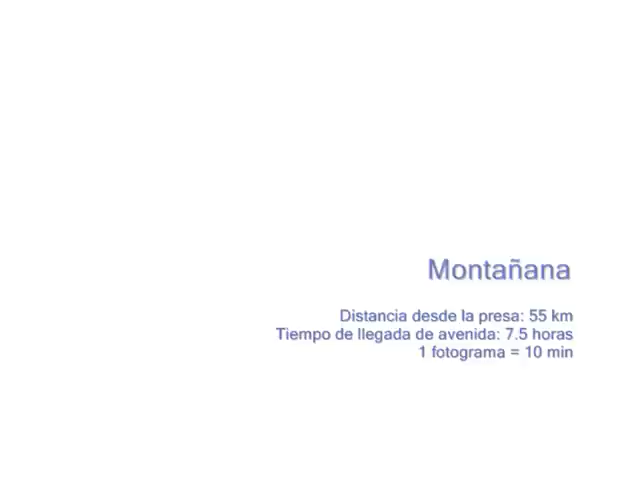 Montañana
Distancia desde la presa: 55 km
Tiempo de llegada de avenida: 7.5 horas
1 fotograma = 10 min